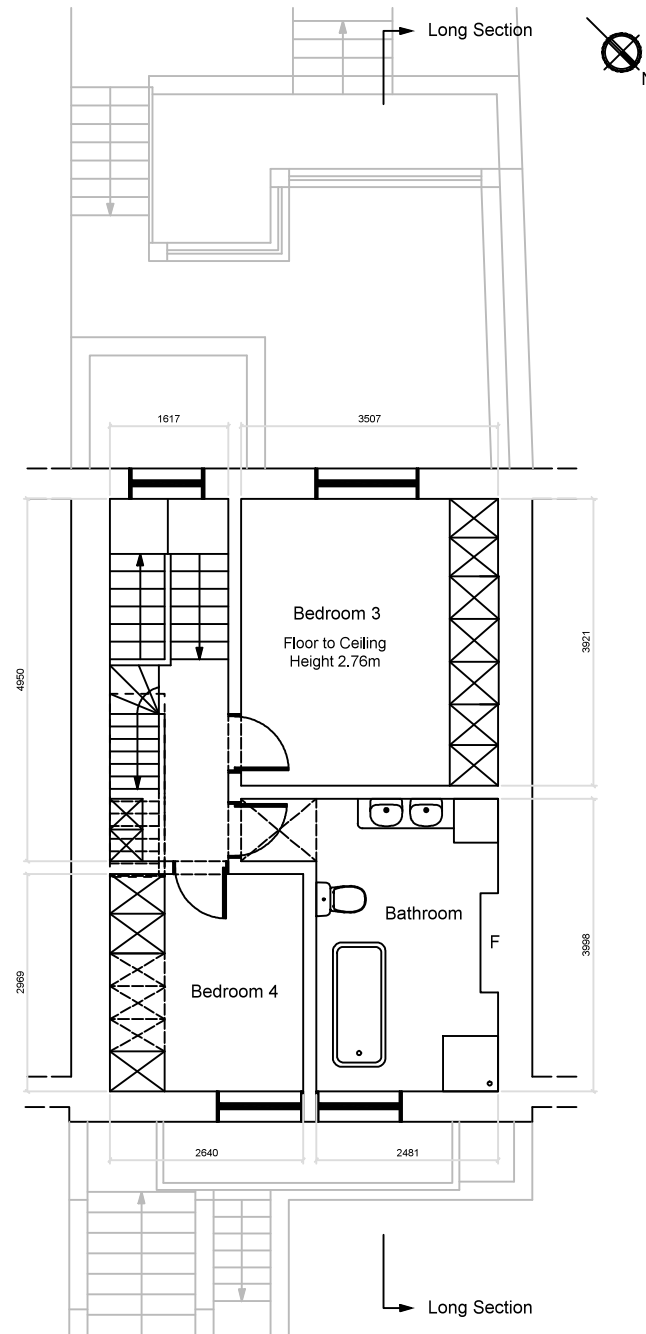 Long Section
N
1617
3507
Bedroom 3
Floor to Ceiling
Height 2.76m
4950
3921
Bathroom
F
3998
Bedroom 4
2969
2640
2481
Long Section